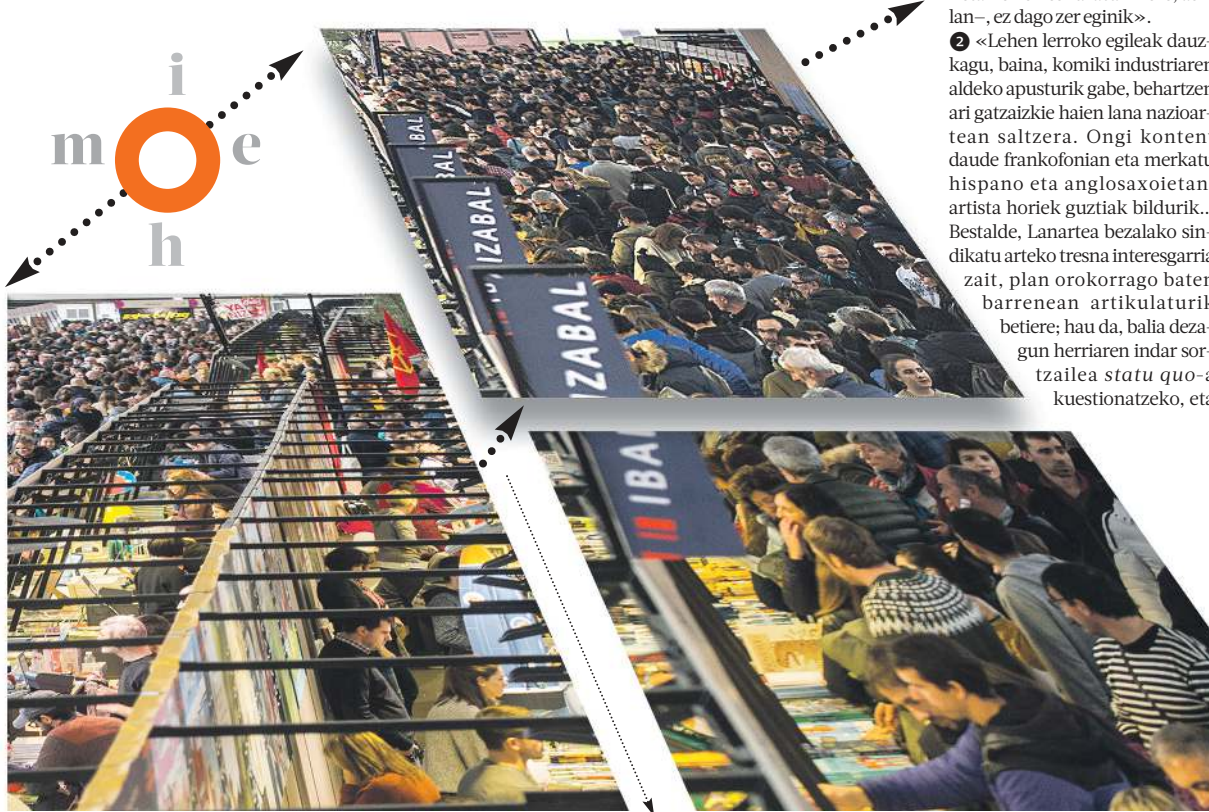 lan–, ez dago zer eginik».
❷ «Lehen lerroko egileak dauz-
kagu, baina, komiki industriaren
aldeko apusturik gabe, behartzen
ari gatzaizkie haien lana nazioar-
tean saltzera. Ongi kontent
daude frankofonian eta merkatu
hispano eta anglosaxoietan,
artista horiek guztiak bildurik...
Bestalde, Lanartea bezalako sin-
dikatu arteko tresna interesgarria
zait, plan orokorrago baten
barrenean artikulaturik
betiere; hau da, balia deza-
gun herriaren indar sor-
tzailea statu quo-a
kuestionatzeko, eta
i
m e
h
BAL
ZABAL
IZABAL
IZABAL
IBA